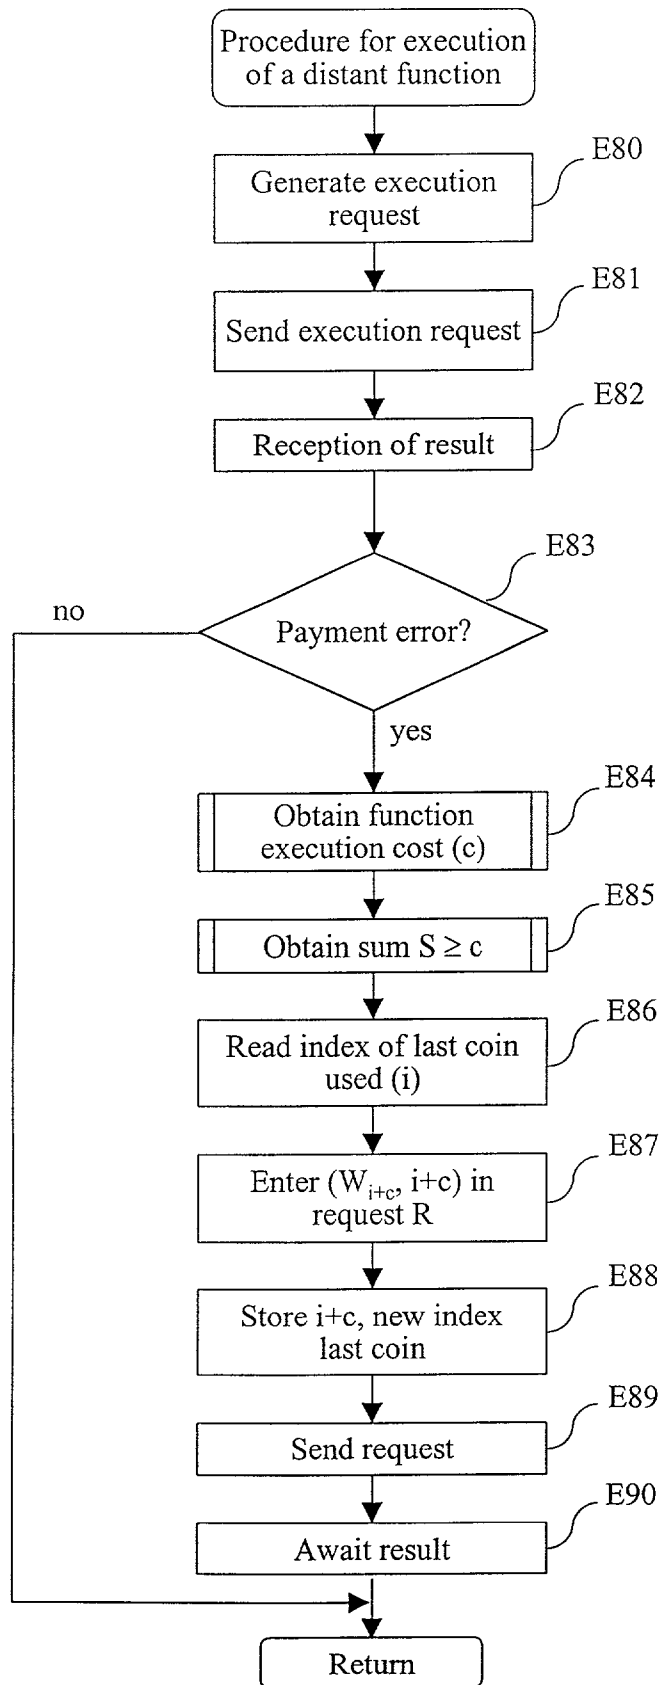 Procedure for execution
of a distant function
E80
Generate execution
request
E81
Send execution request
E82
Reception of result
E83
no
Payment error?
yes
E84
Obtain function
execution cost (c)
E85
Obtain sum S ≥ c
E86
Read index of last coin
used (i)
E87
Enter (W_{i+c}, i+c) in
request R
E88
Store i+c, new index
last coin
E89
Send request
E90
Await result
Return